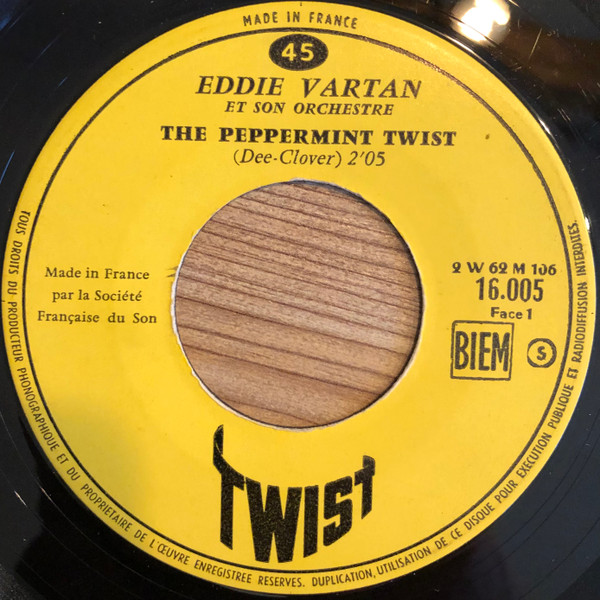 MADE IN FRANCE
45
EDDIE VARTAN
ET SON ORCHESTRE
THE PEPPERMINT TWIST
(Dee-Clover) 2'05
Made in France
par la Société
Française du Son
2 W 62 M 106
16.005
Face 1
BIEM
S
TWIST
TOUS DROITS DU PRODUCTEUR PHONOGRAPHIQUE ET DU PROPRIETAIRE DE L'ŒUVRE ENREGISTREE RESERVES. DUPLICATION, UTILISATION DE CE DISQUE POUR EXECUTION PUBLIQUE ET RADIODIFFUSION INTERDITES.